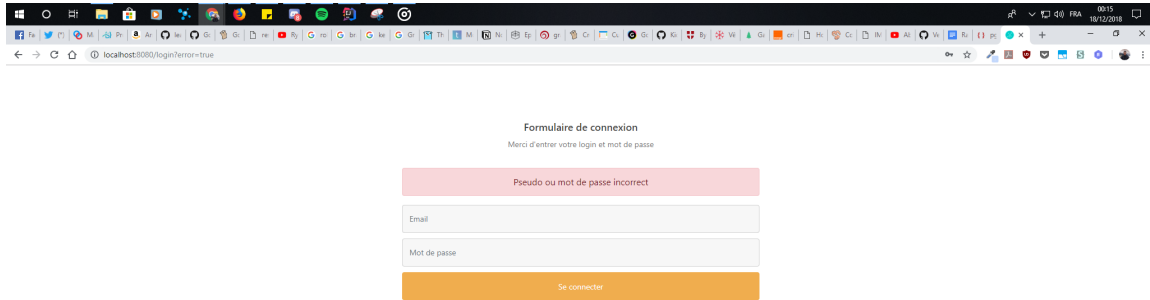 FRA
00:15
18/12/2018
localhost:8080/login?error=true
Formulaire de connexion
Merci d'entrer votre login et mot de passe
Pseudo ou mot de passe incorrect
Email
Mot de passe
Se connecter